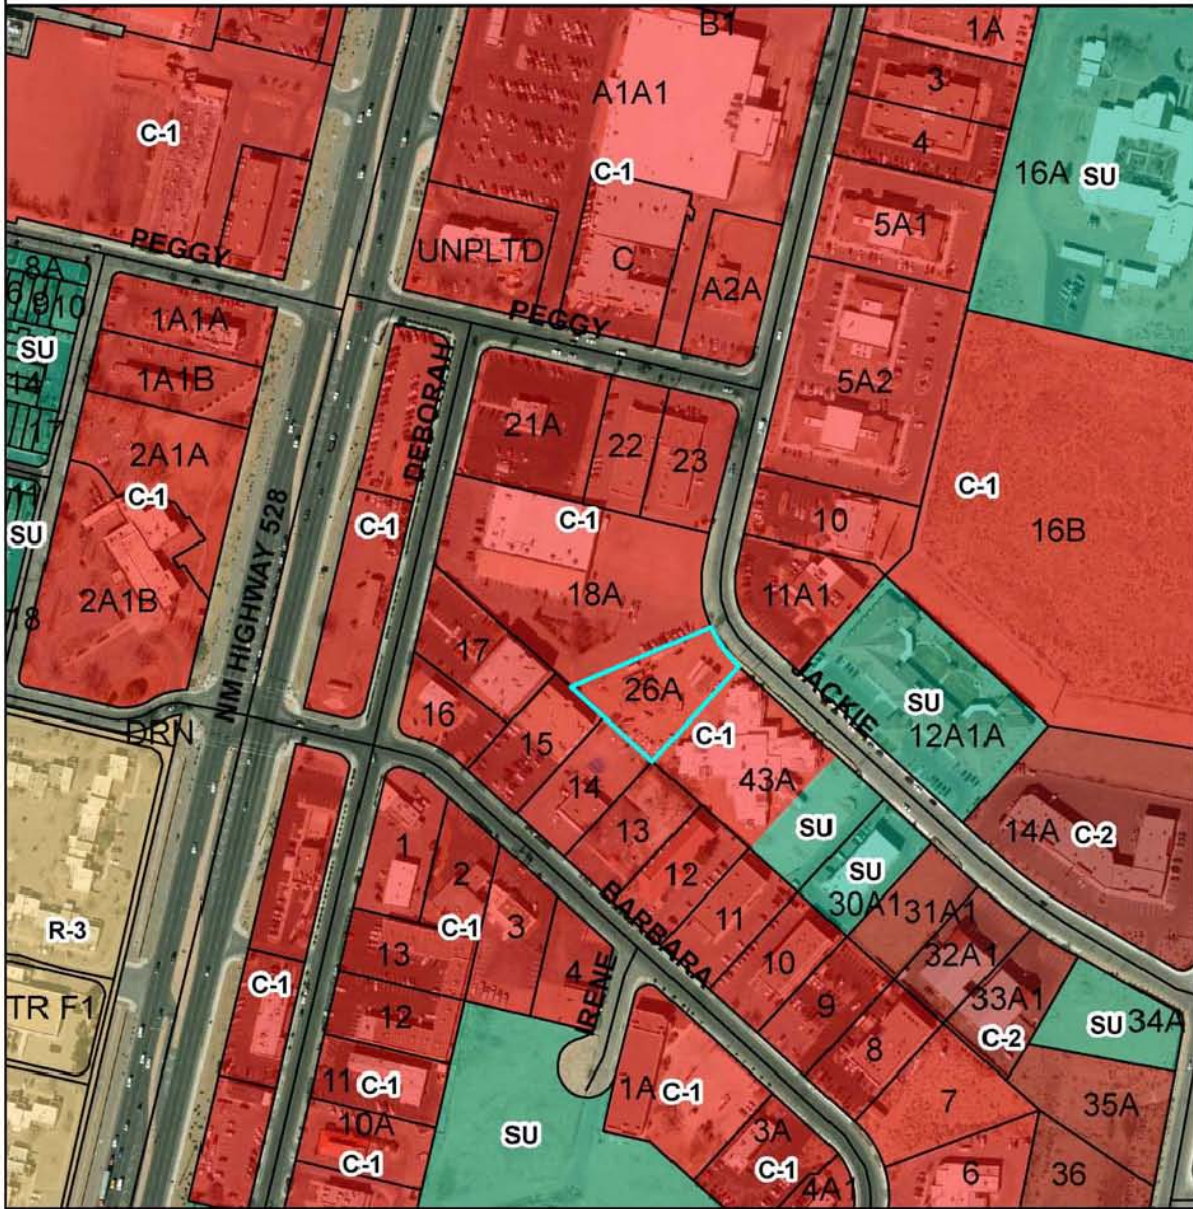 B1
1A
3
A1A1
C-1
4
C-1
16A
SU
5A1
PEGGY
UNPLTD
C
A2A
8A
9
10
1A1A
PEGGY
SU
1A1B
14
5A2
DEBORAH
21A
22
23
17
2A1A
C-1
C-1
C-1
C-1
10
16B
SU
NM HIGHWAY 528
2A1B
18A
11A1
18
17
26A
JACKIE
SU
16
C-1
12A1A
DRN
15
43A
14
13
SU
14A
C-2
1
12
SU
2
30A1
31A1
R-3
C-1
3
BARBARA
11
32A1
13
4
10
C-1
IRENE
9
33A1
TR F1
12
SU
34A
8
C-2
11
C-1
1A
C-1
7
35A
10A
SU
3A
C-1
C-1
6
36
4A1